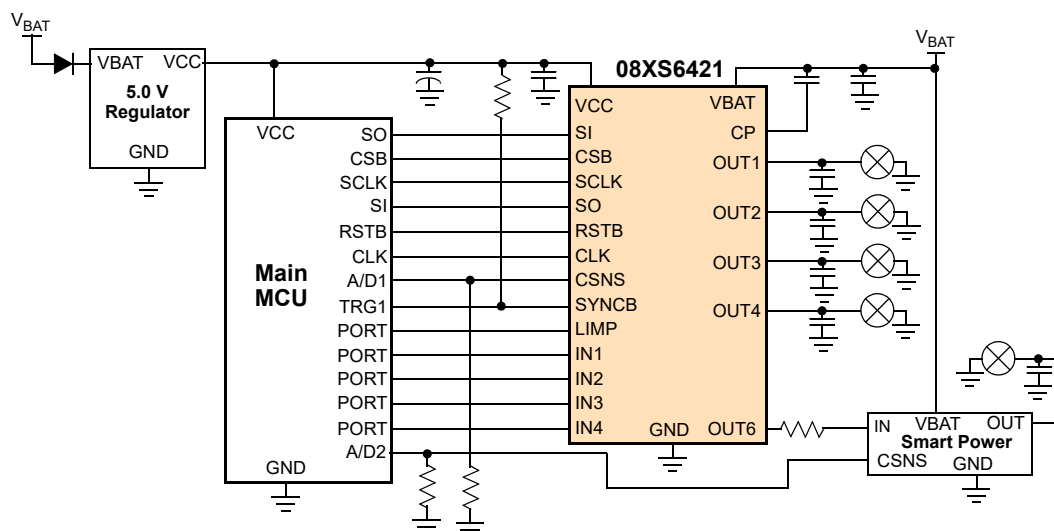 VBAT
VBAT VCC
5.0 V
Regulator
GND
VCC
SO
CSB
SCLK
SI
RSTB
CLK
A/D1
TRG1
PORT
PORT
PORT
PORT
PORT
A/D2
Main
MCU
GND
08XS6421
VCC
SI
CSB
SCLK
SO
RSTB
CLK
CSNS
SYNCB
LIMP
IN1
IN2
IN3
IN4
VBAT
CP
OUT1
OUT2
OUT3
OUT4
GND OUT6
VBAT
IN VBAT OUT
Smart Power
CSNS GND